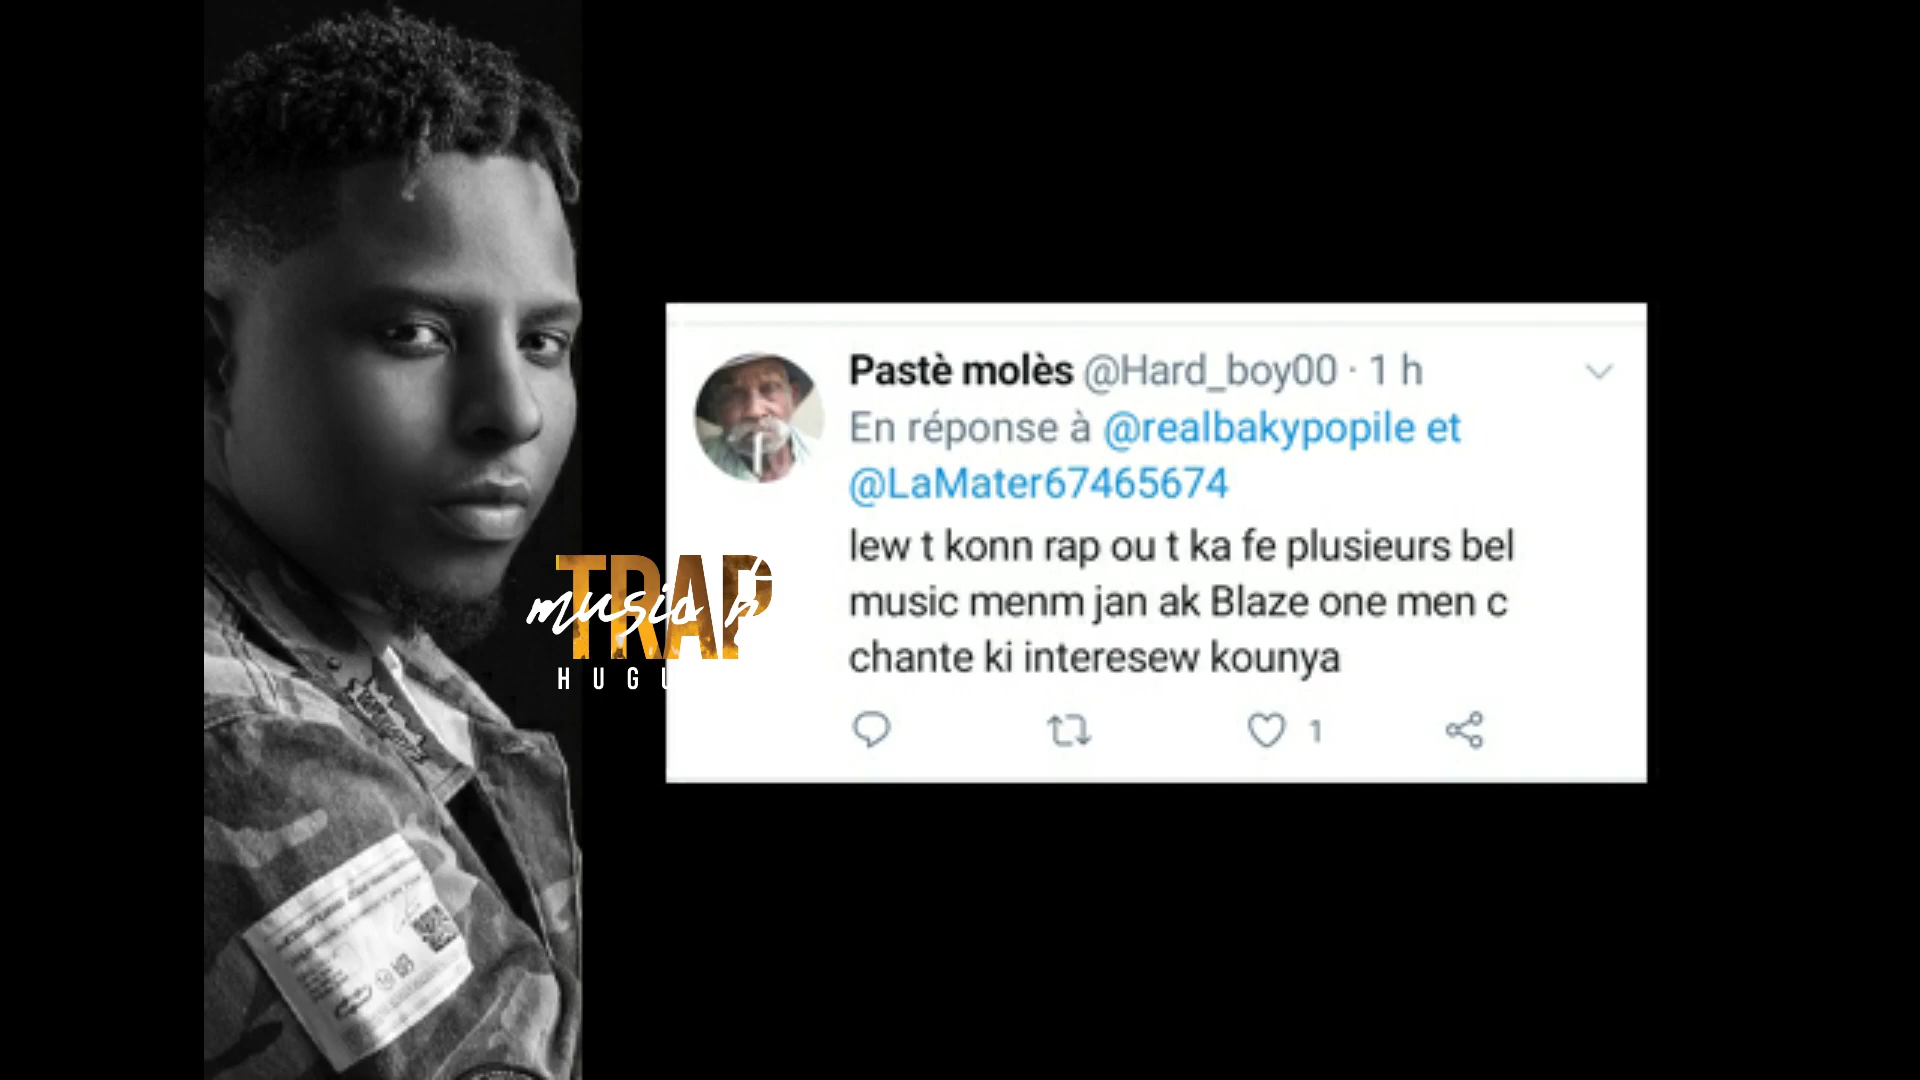 Pastè molès @Hard_boy00 · 1 h
En réponse à @realbakypopile et
@LaMater67465674
lew t konn rap ou t ka fe plusieurs bel
music menm jan ak Blaze one men c
chante ki interesew kounya
1
TRAP
music
HUGU